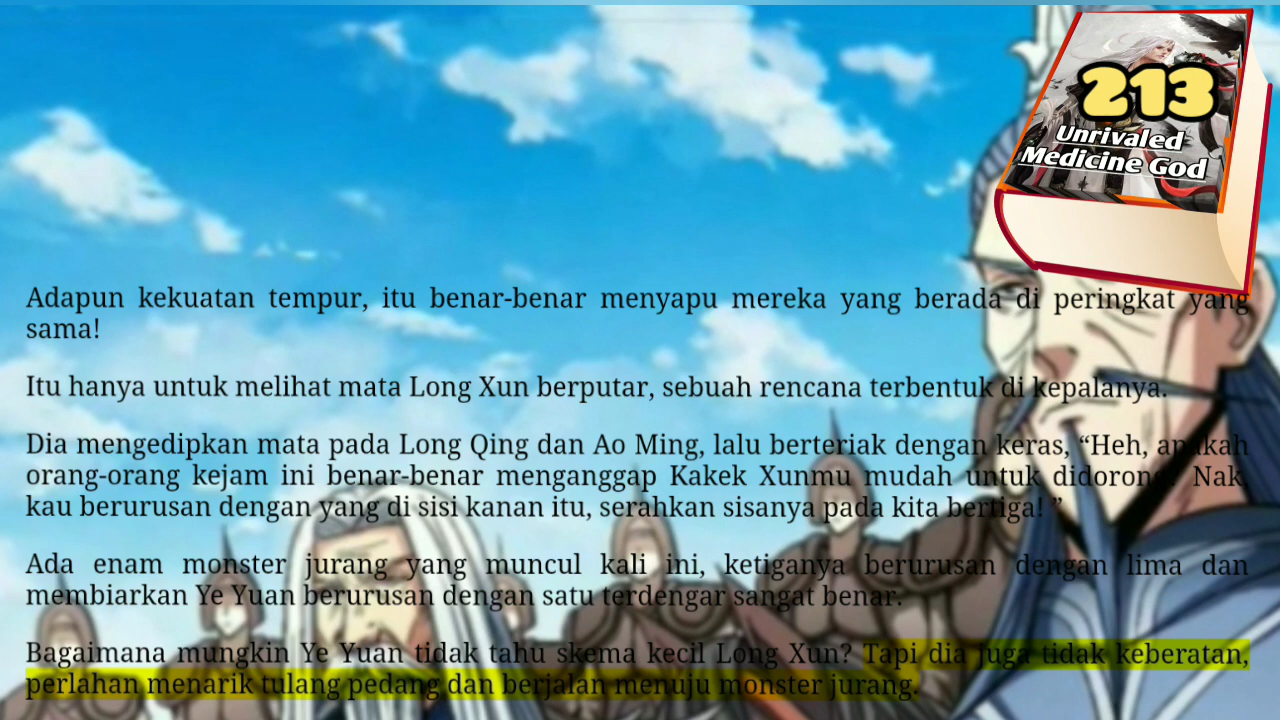 213
Unrivaled
Medicine God
Adapun kekuatan tempur, itu benar-benar menyapu mereka yang berada di peringkat yang
sama!
Itu hanya untuk melihat mata Long Xun berputar, sebuah rencana terbentuk di kepalanya.
Dia mengedipkan mata pada Long Qing dan Ao Ming, lalu berteriak dengan keras, “Heh, apakah
orang-orang kejam ini benar-benar menganggap Kakek Xunmu mudah untuk didorong? Nak,
kau berurusan dengan yang di sisi kanan itu, serahkan sisanya pada kita bertiga! ”
Ada enam monster jurang yang muncul kali ini, ketiganya berurusan dengan lima dan
membiarkan Ye Yuan berurusan dengan satu terdengar sangat benar.
Bagaimana mungkin Ye Yuan tidak tahu skema kecil Long Xun? Tapi dia juga tidak keberatan,
perlahan menarik tulang pedang dan berjalan menuju monster jurang.